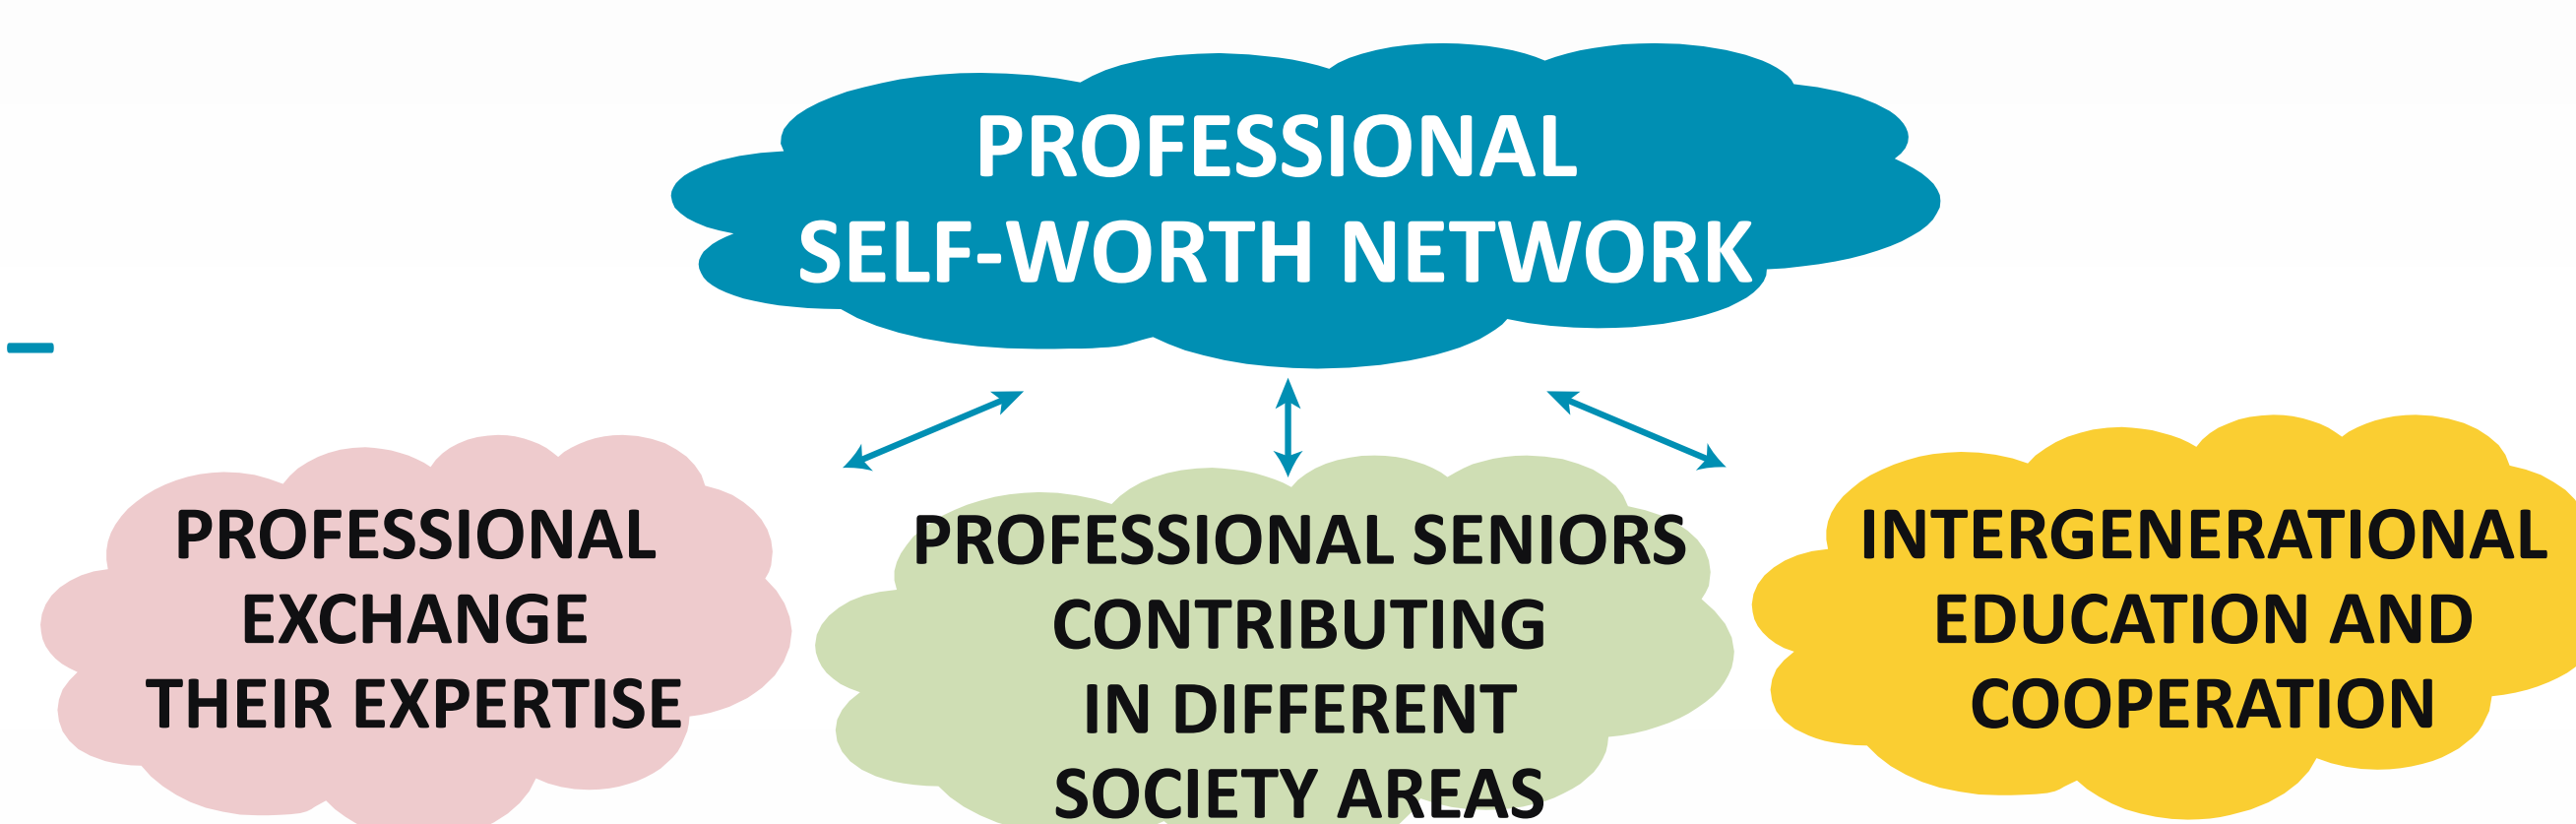 PROFESSIONAL
SELF-WORTH NETWORK
–
PROFESSIONAL
EXCHANGE
THEIR EXPERTISE
PROFESSIONAL SENIORS
CONTRIBUTING
IN DIFFERENT
SOCIETY AREAS
INTERGENERATIONAL
EDUCATION AND
COOPERATION